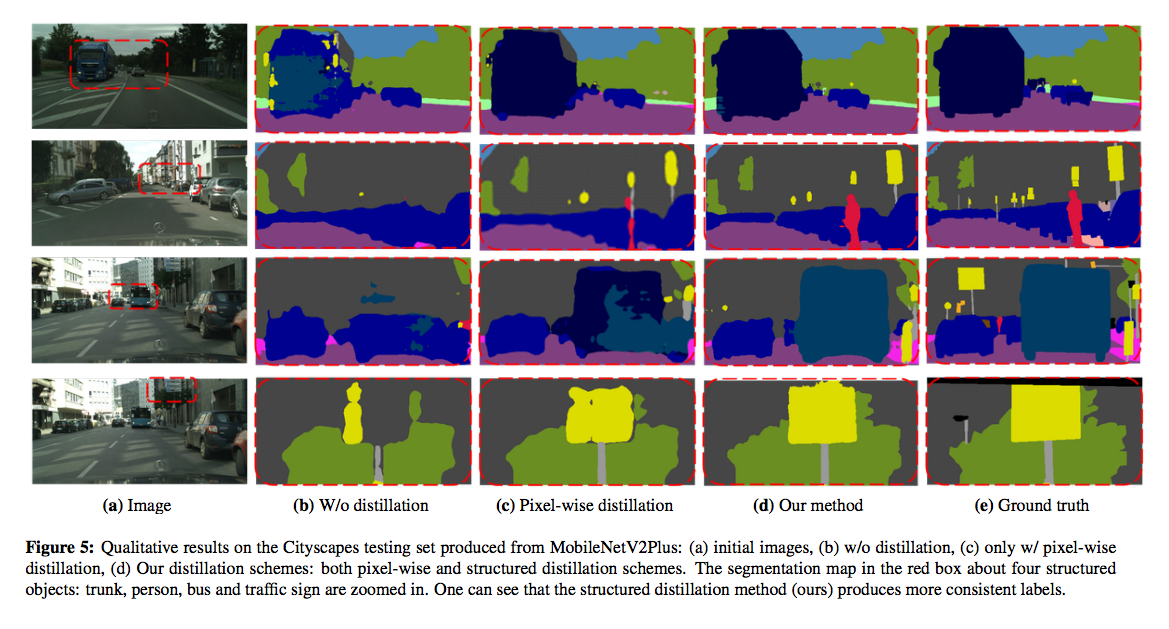 (a) Image (b) W/o distillation (c) Pixel-wise distillation (d) Our method (e) Ground truth
Figure 5: Qualitative results on the Cityscapes testing set produced from MobileNetV2Plus: (a) initial images, (b) w/o distillation, (c) only w/ pixel-wise
distillation, (d) Our distillation schemes: both pixel-wise and structured distillation schemes. The segmentation map in the red box about four structured
objects: trunk, person, bus and traffic sign are zoomed in. One can see that the structured distillation method (ours) produces more consistent labels.